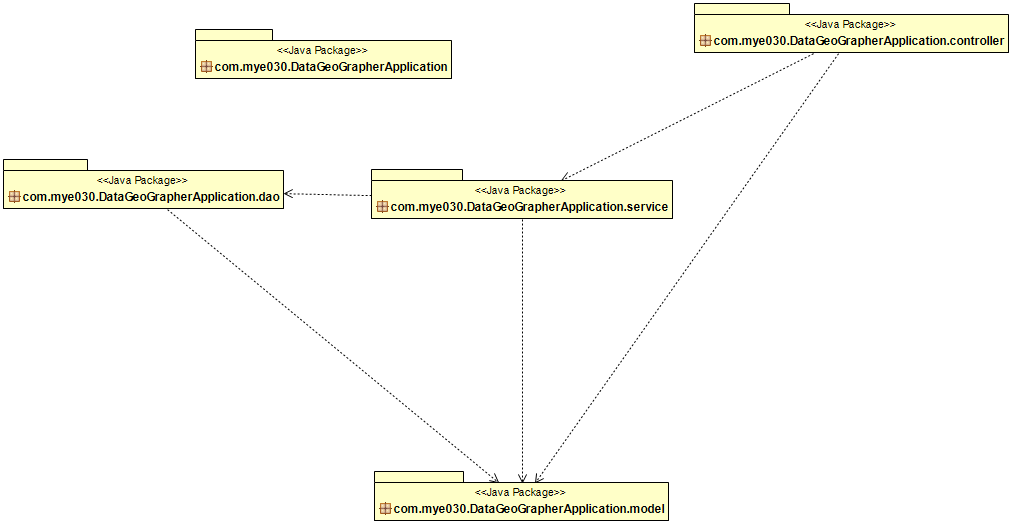 <<Java Package>>
com.mye030.DataGeoGrapherApplication.controller
<<Java Package>>
com.mye030.DataGeoGrapherApplication
<<Java Package>>
com.mye030.DataGeoGrapherApplication.dao
<<Java Package>>
com.mye030.DataGeoGrapherApplication.service
<<Java Package>>
com.mye030.DataGeoGrapherApplication.model